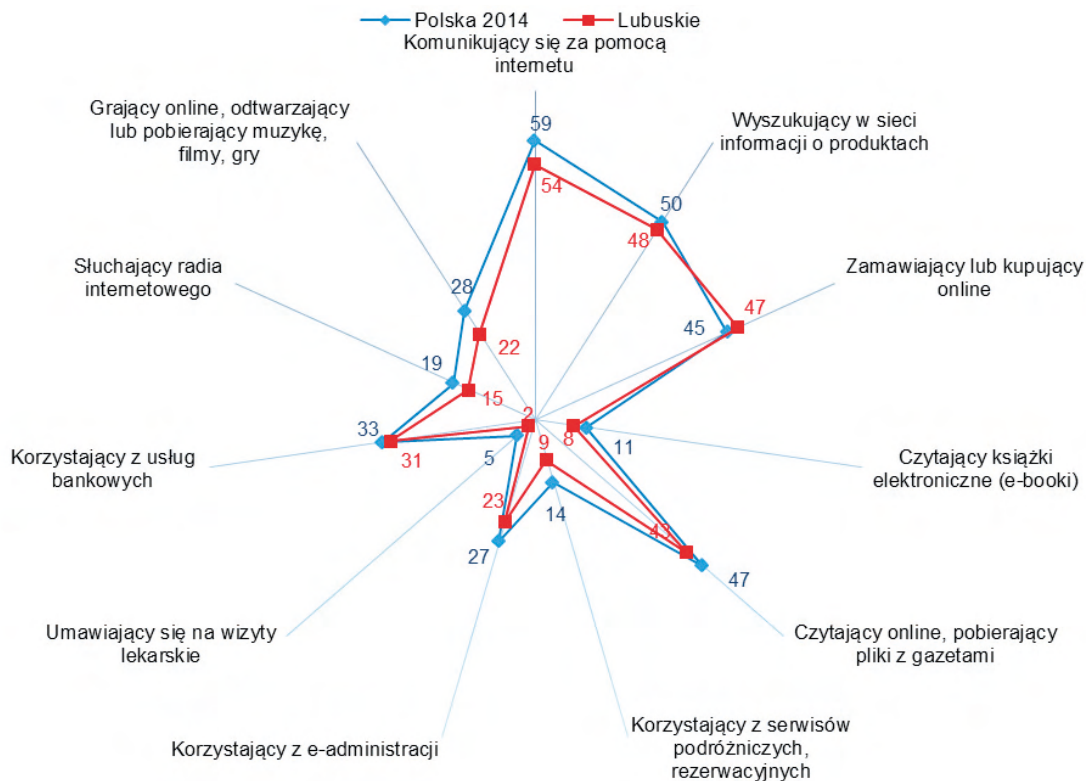 Polska 2014 Lubuskie
Komunikujący się za pomocą
internetu
Grający online, odtwarzający
lub pobierający muzykę,
filmy, gry
Wyszukujący w sieci
informacji o produktach
59
54
50
48
Słuchający radia
internetowego
28
22
Zamawiający lub kupujący
online
47
45
19
15
Korzystający z usług
bankowych
33
31
2
5
9
8
11
Czytający książki
elektroniczne (e-booki)
23
27
14
43
47
Umawiający się na wizyty
lekarskie
Czytający online, pobierający
pliki z gazetami
Korzystający z e-administracji
Korzystający z serwisów
podróżniczych,
rezerwacyjnych